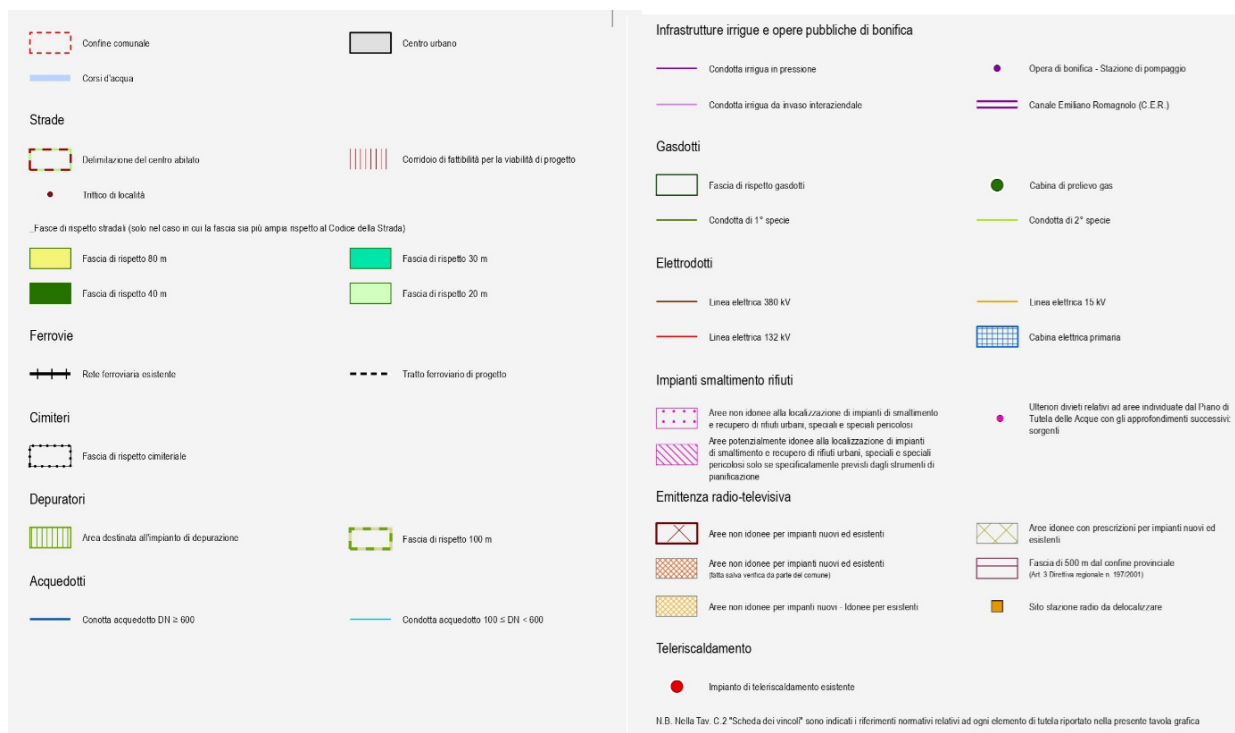 Confine comunale
Centro urbano
Corsi d'acqua
Strade
Delimitazione del centro abitato
Corridoio di fattibilità per la viabilità di progetto
Trittico di località
_Fasce di rispetto stradali (solo nel caso in cui la fascia sia più ampia rispetto al Codice della Strada)
Fascia di rispetto 80 m
Fascia di rispetto 30 m
Fascia di rispetto 40 m
Fascia di rispetto 20 m
Ferrovie
Rete ferroviaria esistente
Tratto ferroviario di progetto
Cimiteri
Fascia di rispetto cimiteriale
Depuratori
Area destinata all'impianto di depurazione
Fascia di rispetto 100 m
Acquedotti
Conotta acquedotto DN ≥ 600
Condotta acquedotto 100 ≤ DN < 600
Infrastrutture irrigue e opere pubbliche di bonifica
Condotta irrigua in pressione
Opera di bonifica - Stazione di pompaggio
Condotta irrigua da invaso interaziendale
Canale Emiliano Romagnolo (C.E.R.)
Gasdotti
Fascia di rispetto gasdotti
Cabina di prelievo gas
Condotta di 1° specie
Condotta di 2° specie
Elettrodotti
Linea elettrica 380 kV
Linea elettrica 15 kV
Linea elettrica 132 kV
Cabina elettrica primaria
Impianti smaltimento rifiuti
Aree non idonee alla localizzazione di impianti di smaltimento
e recupero di rifiuti urbani, speciali e speciali pericolosi
Ulteriori divieti relativi ad aree individuate dal Piano di
Tutela delle Acque con gli approfondimenti successivi:
sorgenti
Aree potenzialmente idonee alla localizzazione di impianti
di smaltimento e recupero di rifiuti urbani, speciali e speciali
pericolosi solo se specificatamente previsti dagli strumenti di
pianificazione
Emittenza radio-televisiva
Aree non idonee per impianti nuovi ed esistenti
Aree idonee con prescrizioni per impianti nuovi ed
esistenti
Aree non idonee per impianti nuovi ed esistenti
(fatta salva verifica da parte del comune)
Fascia di 500 m dal confine provinciale
(Art. 3 Direttiva regionale n. 197/2001)
Aree non idonee per impanti nuovi - Idonee per esistenti
Sito stazione radio da delocalizzare
Teleriscaldamento
Impianto di teleriscaldamento esistente
N.B. Nella Tav. C.2 "Scheda dei vincoli" sono indicati i riferimenti normativi relativi ad ogni elemento di tutela riportato nella presente tavola grafica